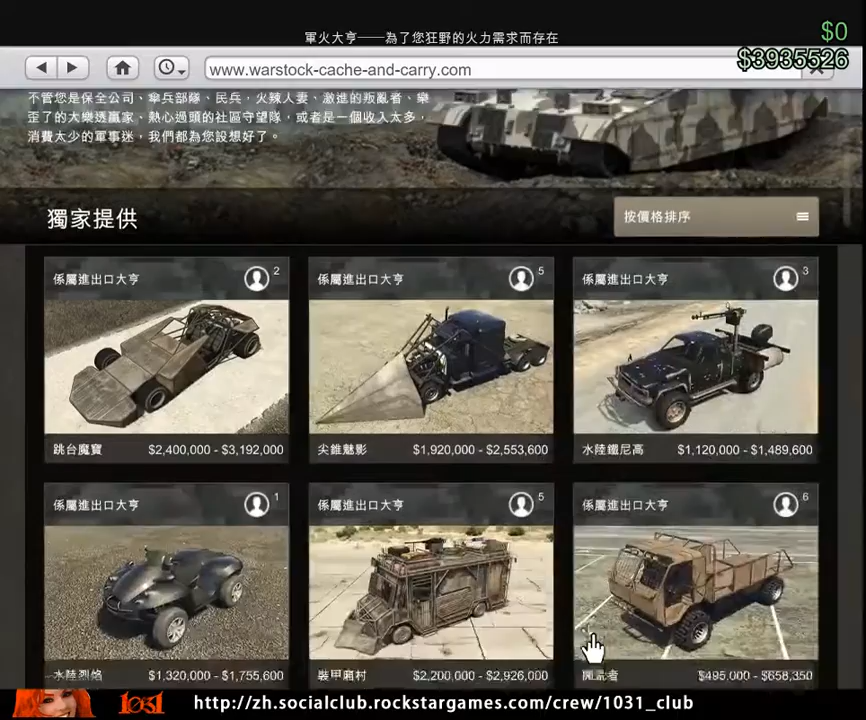 軍火大亨——為了您狂野的火力需求而存在
$0
$3935526
www.warstock-cache-and-carry.com
不管您是保全公司、傘兵部隊、民兵,火辣人妻、激進的叛亂者、樂
歪了的大樂透贏家、熱心過頭的社區守望隊,或者是一個收入太多,
消費太少的軍事迷,我們都為您設想好了。
獨家提供
按價格排序
係屬進出口大亨 2
係屬進出口大亨 5
係屬進出口大亨 3
跳台魔寶 $2,400,000 - $3,192,000
尖錐魅影 $1,920,000 - $2,553,600
水陸鐵尼高 $1,120,000 - $1,489,600
係屬進出口大亨 1
係屬進出口大亨 5
係屬進出口大亨 6
水陸烈焰 $1,320,000 - $1,755,600
裝甲廂村 $2,200,000 - $2,926,000
$495,000 - $658,350
1031 http://zh.socialclub.rockstargames.com/crew/1031_club